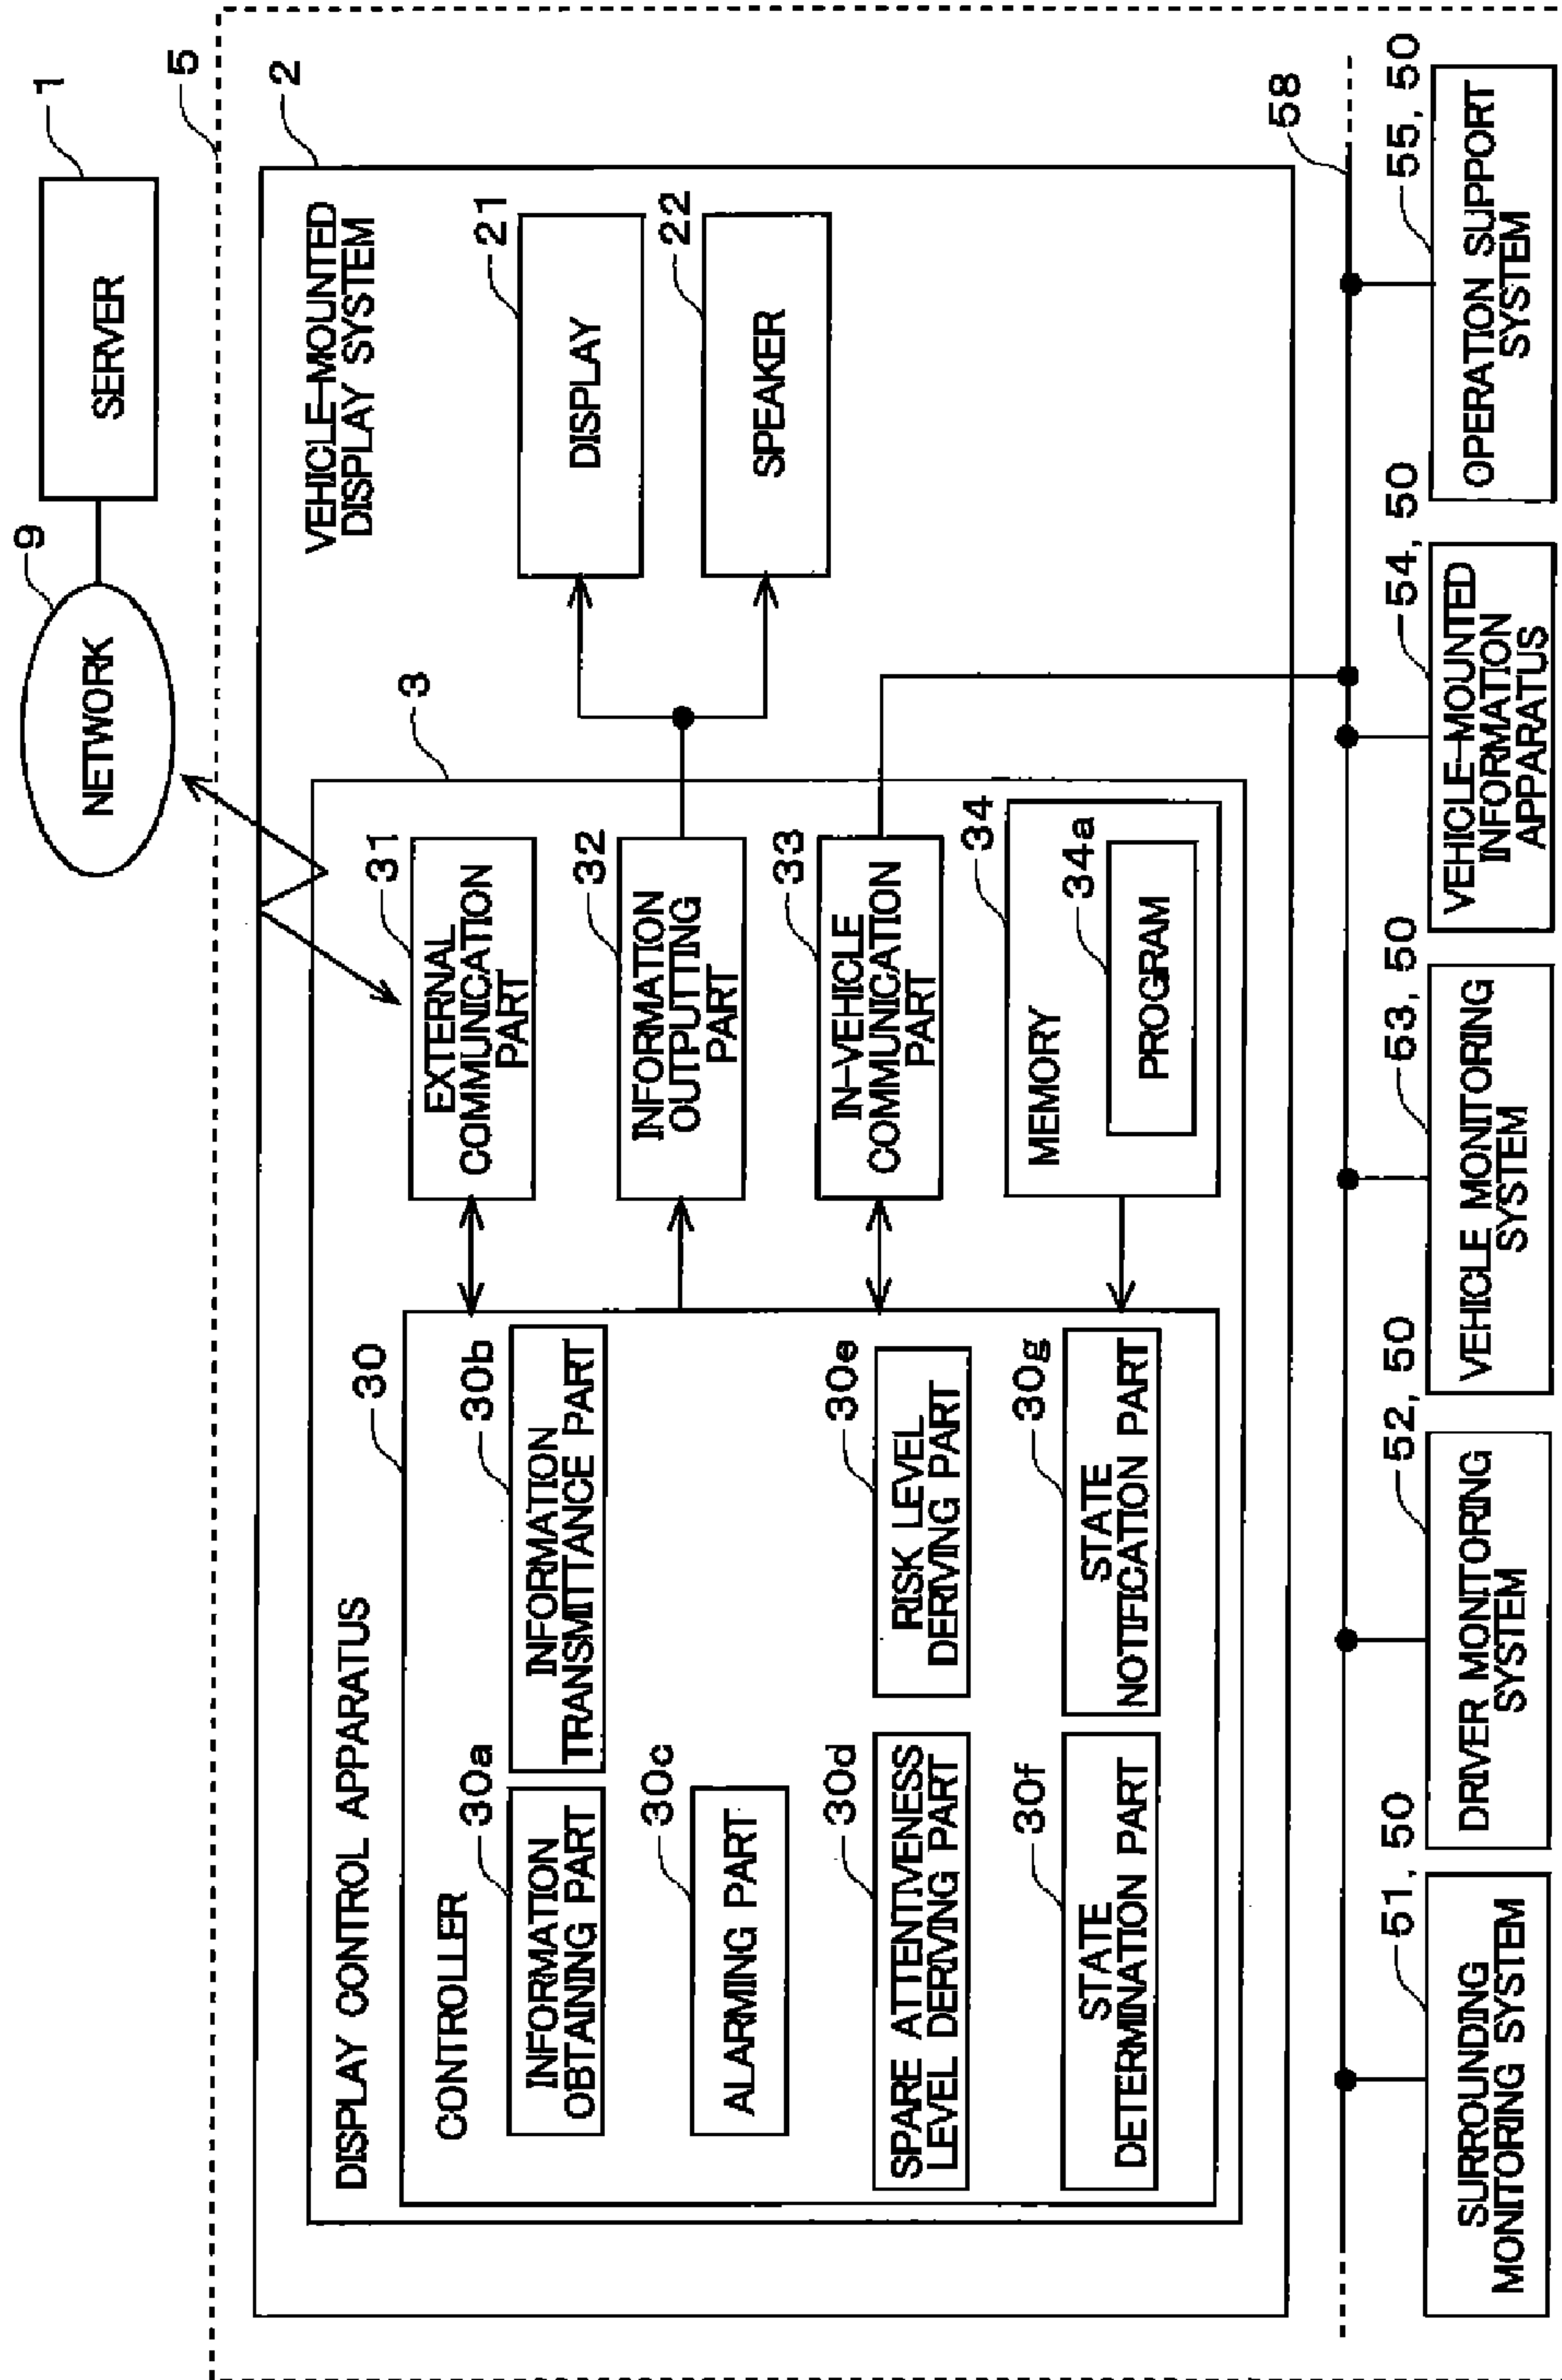 1
SERVER
9
NETWORK
5
2
VEHICLE-MOUNTED
DISPLAY SYSTEM
21
DISPLAY
22
SPEAKER
3
DISPLAY CONTROL APPARATUS
30
CONTROLLER
30a
INFORMATION
OBTAINING PART
30b
INFORMATION
TRANSMITTANCE PART
30c
ALARMING PART
30d
SPARE ATTENTIVENESS
LEVEL DERIVING PART
30e
RISK LEVEL
DERIVING PART
30f
STATE
DETERMINATION PART
30g
STATE
NOTIFICATION PART
31
EXTERNAL
COMMUNICATION
PART
32
INFORMATION
OUTPUTTING
PART
33
IN-VEHICLE
COMMUNICATION
PART
34
MEMORY
34a
PROGRAM
58
51, 50
SURROUNDING
MONITORING SYSTEM
52, 50
DRIVER MONITORING
SYSTEM
53, 50
VEHICLE MONITORING
SYSTEM
54, 50
VEHICLE-MOUNTED
INFORMATION
APPARATUS
55, 50
OPERATION SUPPORT
SYSTEM